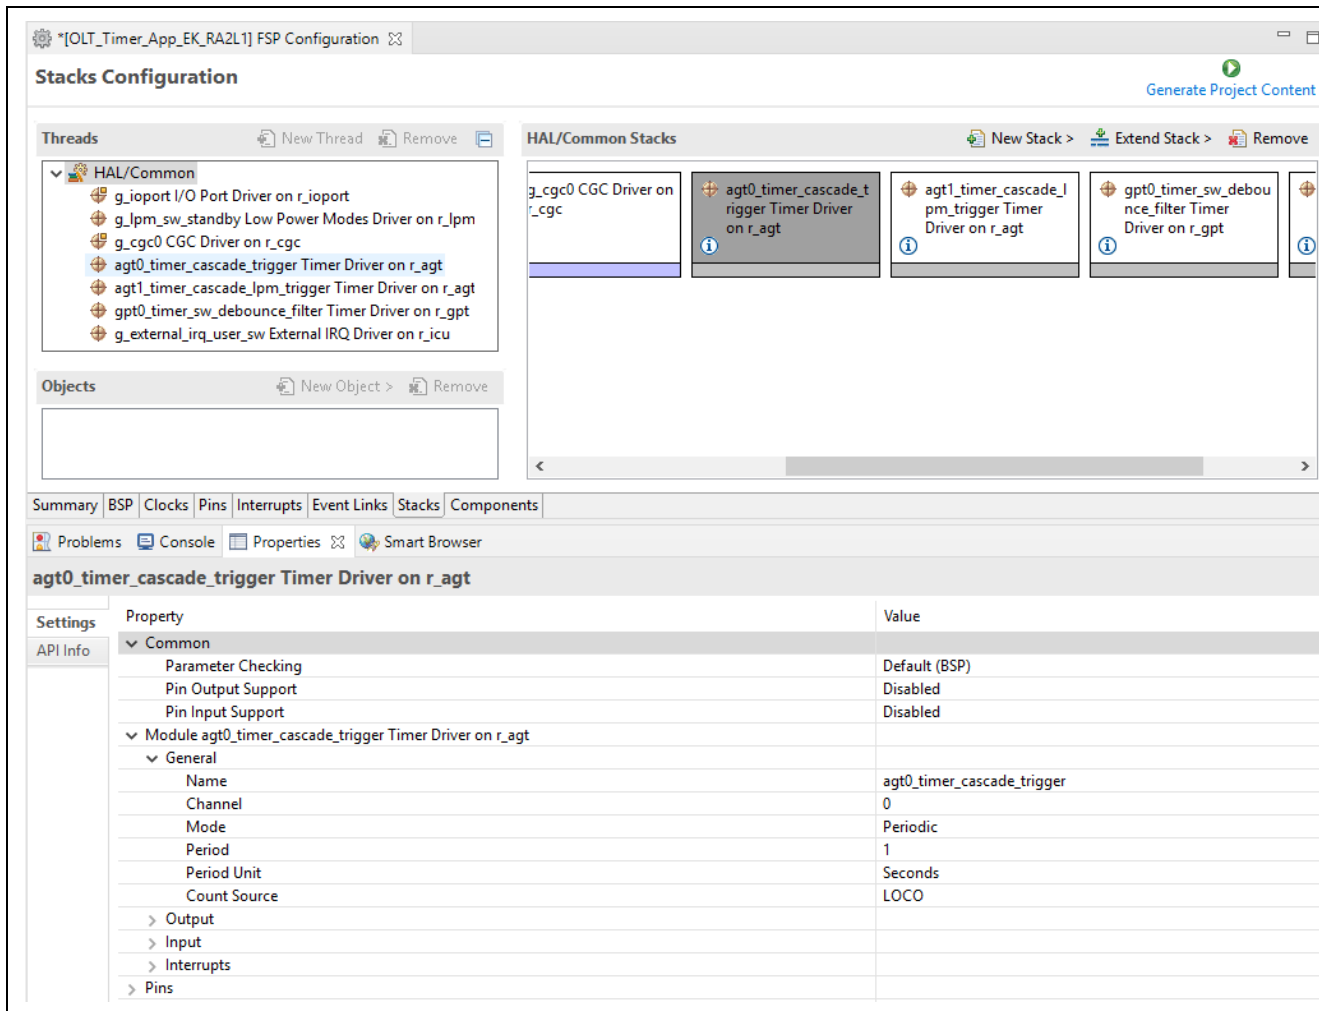 *[OLT_Timer_App_EK_RA2L1] FSP Configuration
Stacks Configuration
Generate Project Content
Threads
New Thread
Remove
HAL/Common
g_ioport I/O Port Driver on r_ioport
g_lpm_sw_standby Low Power Modes Driver on r_lpm
g_cgc0 CGC Driver on r_cgc
agt0_timer_cascade_trigger Timer Driver on r_agt
agt1_timer_cascade_lpm_trigger Timer Driver on r_agt
gpt0_timer_sw_debounce_filter Timer Driver on r_gpt
g_external_irq_user_sw External IRQ Driver on r_icu
Objects
New Object >
Remove
HAL/Common Stacks
New Stack >
Extend Stack >
Remove
g_cgc0 CGC Driver on
r_cgc
agt0_timer_cascade_t
rigger Timer Driver
on r_agt
agt1_timer_cascade_l
pm_trigger Timer
Driver on r_agt
gpt0_timer_sw_debou
nce_filter Timer
Driver on r_gpt
Summary BSP Clocks Pins Interrupts Event Links Stacks Components
Problems Console Properties Smart Browser
agt0_timer_cascade_trigger Timer Driver on r_agt
Settings
API Info
Property Value
Common
Parameter Checking Default (BSP)
Pin Output Support Disabled
Pin Input Support Disabled
Module agt0_timer_cascade_trigger Timer Driver on r_agt
General
Name agt0_timer_cascade_trigger
Channel 0
Mode Periodic
Period 1
Period Unit Seconds
Count Source LOCO
Output
Input
Interrupts
Pins